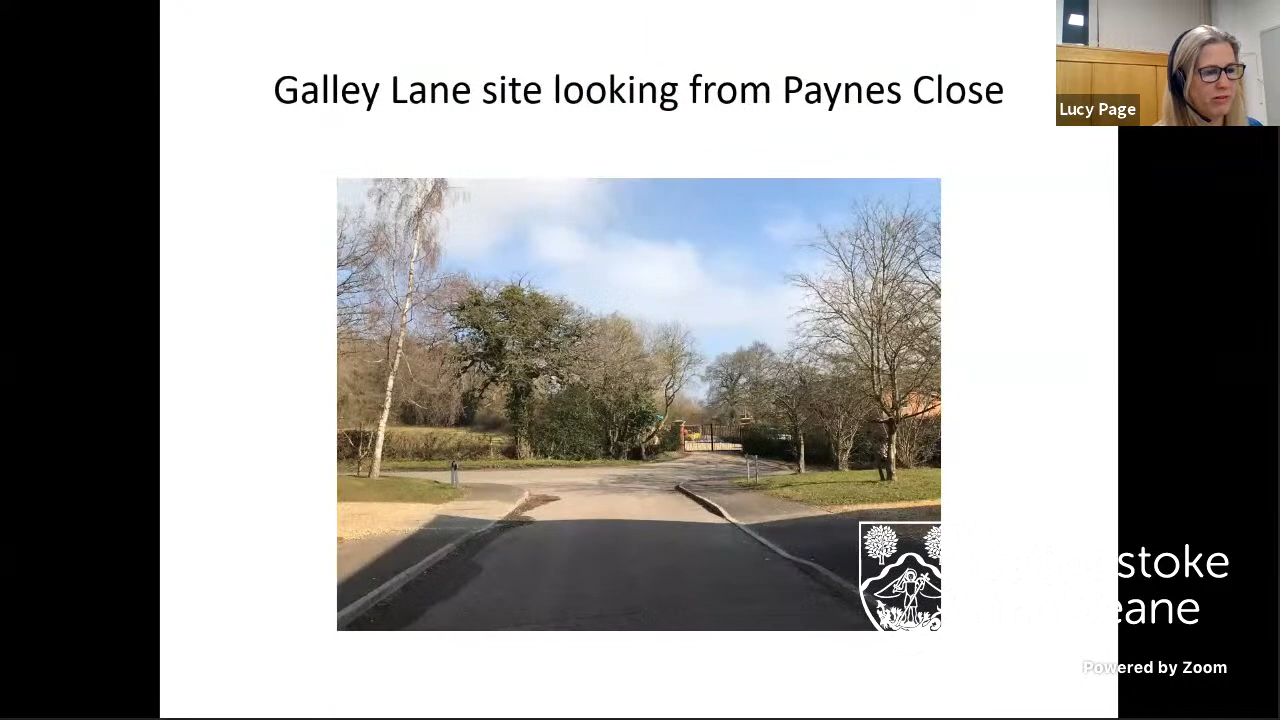 Galley Lane site looking from Paynes Close
Lucy Page
stoke
eane
Powered by Zoom